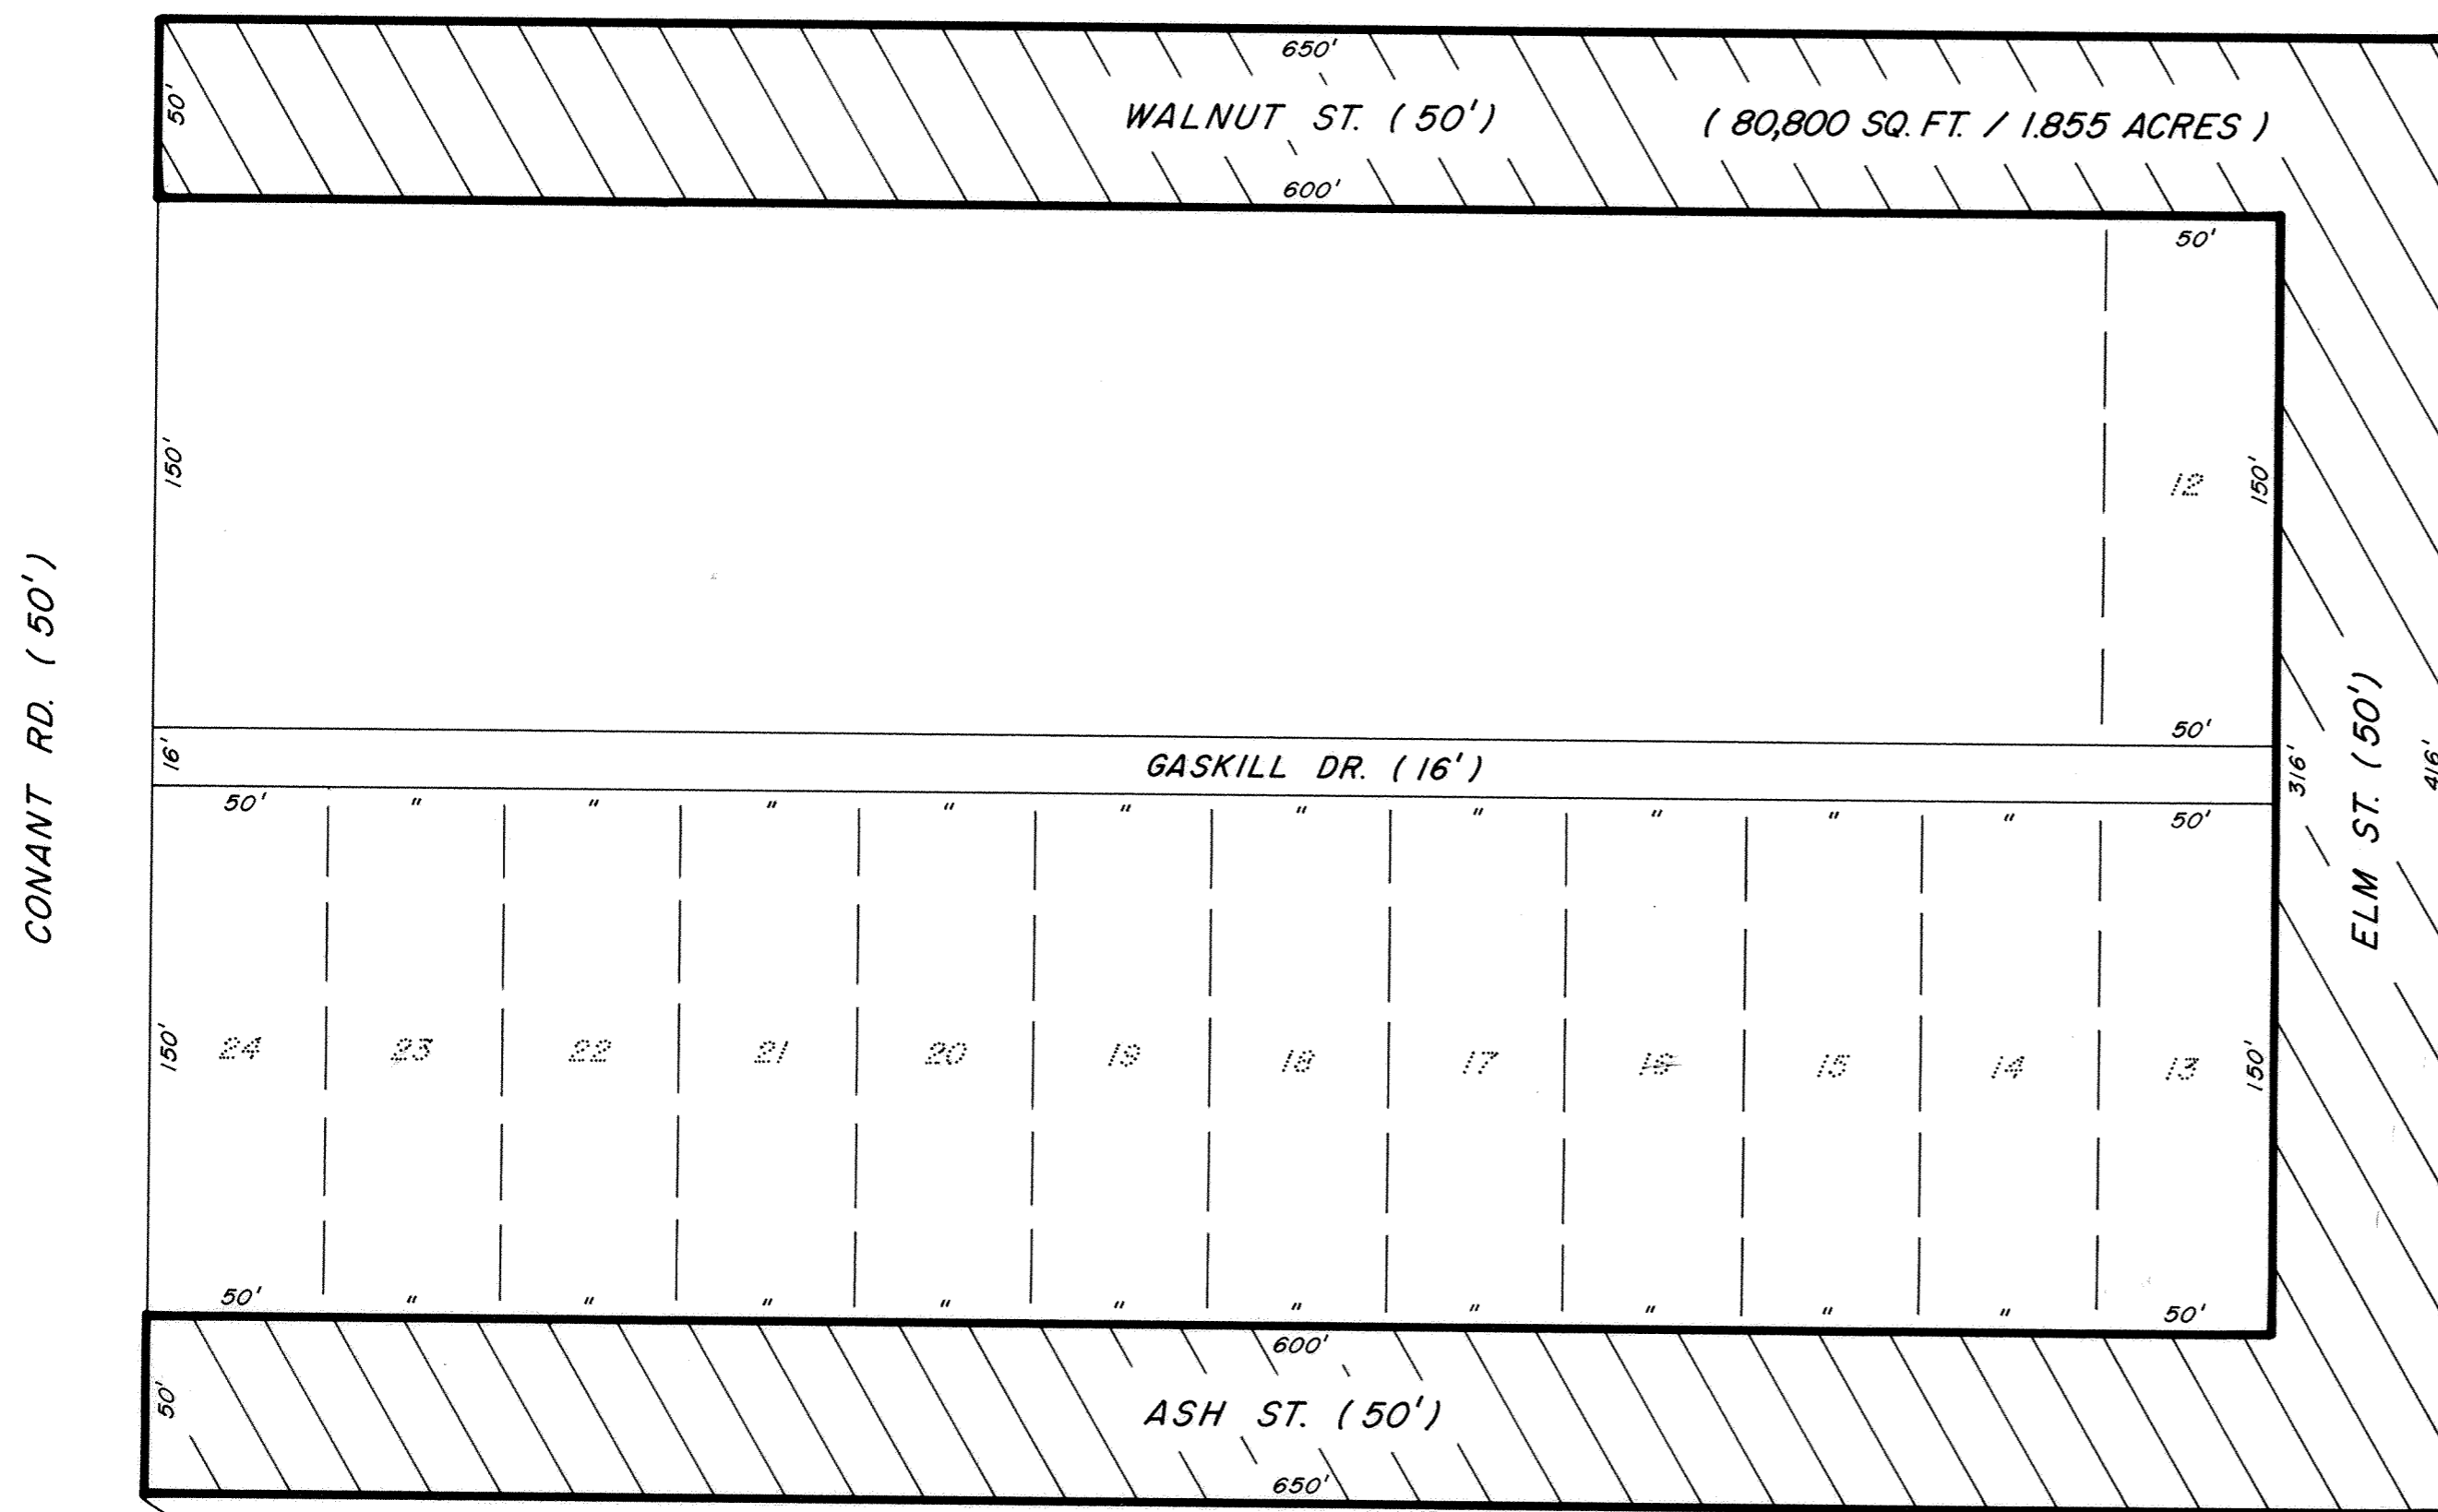 650'
50'
WALNUT ST. (50')
( 80,800 SQ. FT. / 1.855 ACRES )
600'
50'
150'
12
150'
CONANT RD. (50')
50'
16'
GASKILL DR. (16')
316'
ELM ST. (50')
416'
50' " " " " " " " " " " 50'
150'
24 23 22 21 20 19 18 17 16 15 14 13
150'
50' " " " " " " " " " " 50'
600'
50'
ASH ST. (50')
650'